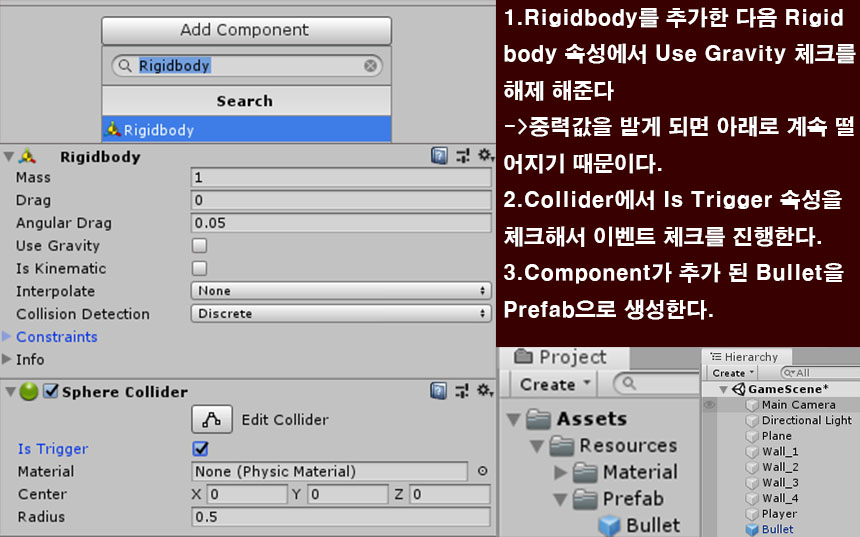 Add Component
Rigidbody
Search
Rigidbody
Rigidbody
Mass 1
Drag 0
Angular Drag 0.05
Use Gravity
Is Kinematic
Interpolate None
Collision Detection Discrete
Constraints
Info
Sphere Collider
Edit Collider
Is Trigger
Material None (Physic Material)
Center X 0 Y 0 Z 0
Radius 0.5
1.Rigidbody를 추가한 다음 Rigid
body 속성에서 Use Gravity 체크를
해제 해준다
->중력값을 받게 되면 아래로 계속 떨
어지기 때문이다.
2.Collider에서 Is Trigger 속성을
체크해서 이벤트 체크를 진행한다.
3.Component가 추가 된 Bullet을
Prefab으로 생성한다.
Project
Create
Assets
Resources
Material
Prefab
Bullet
Hierarchy
Create All
GameScene*
Main Camera
Directional Light
Plane
Wall_1
Wall_2
Wall_3
Wall_4
Player
Bullet